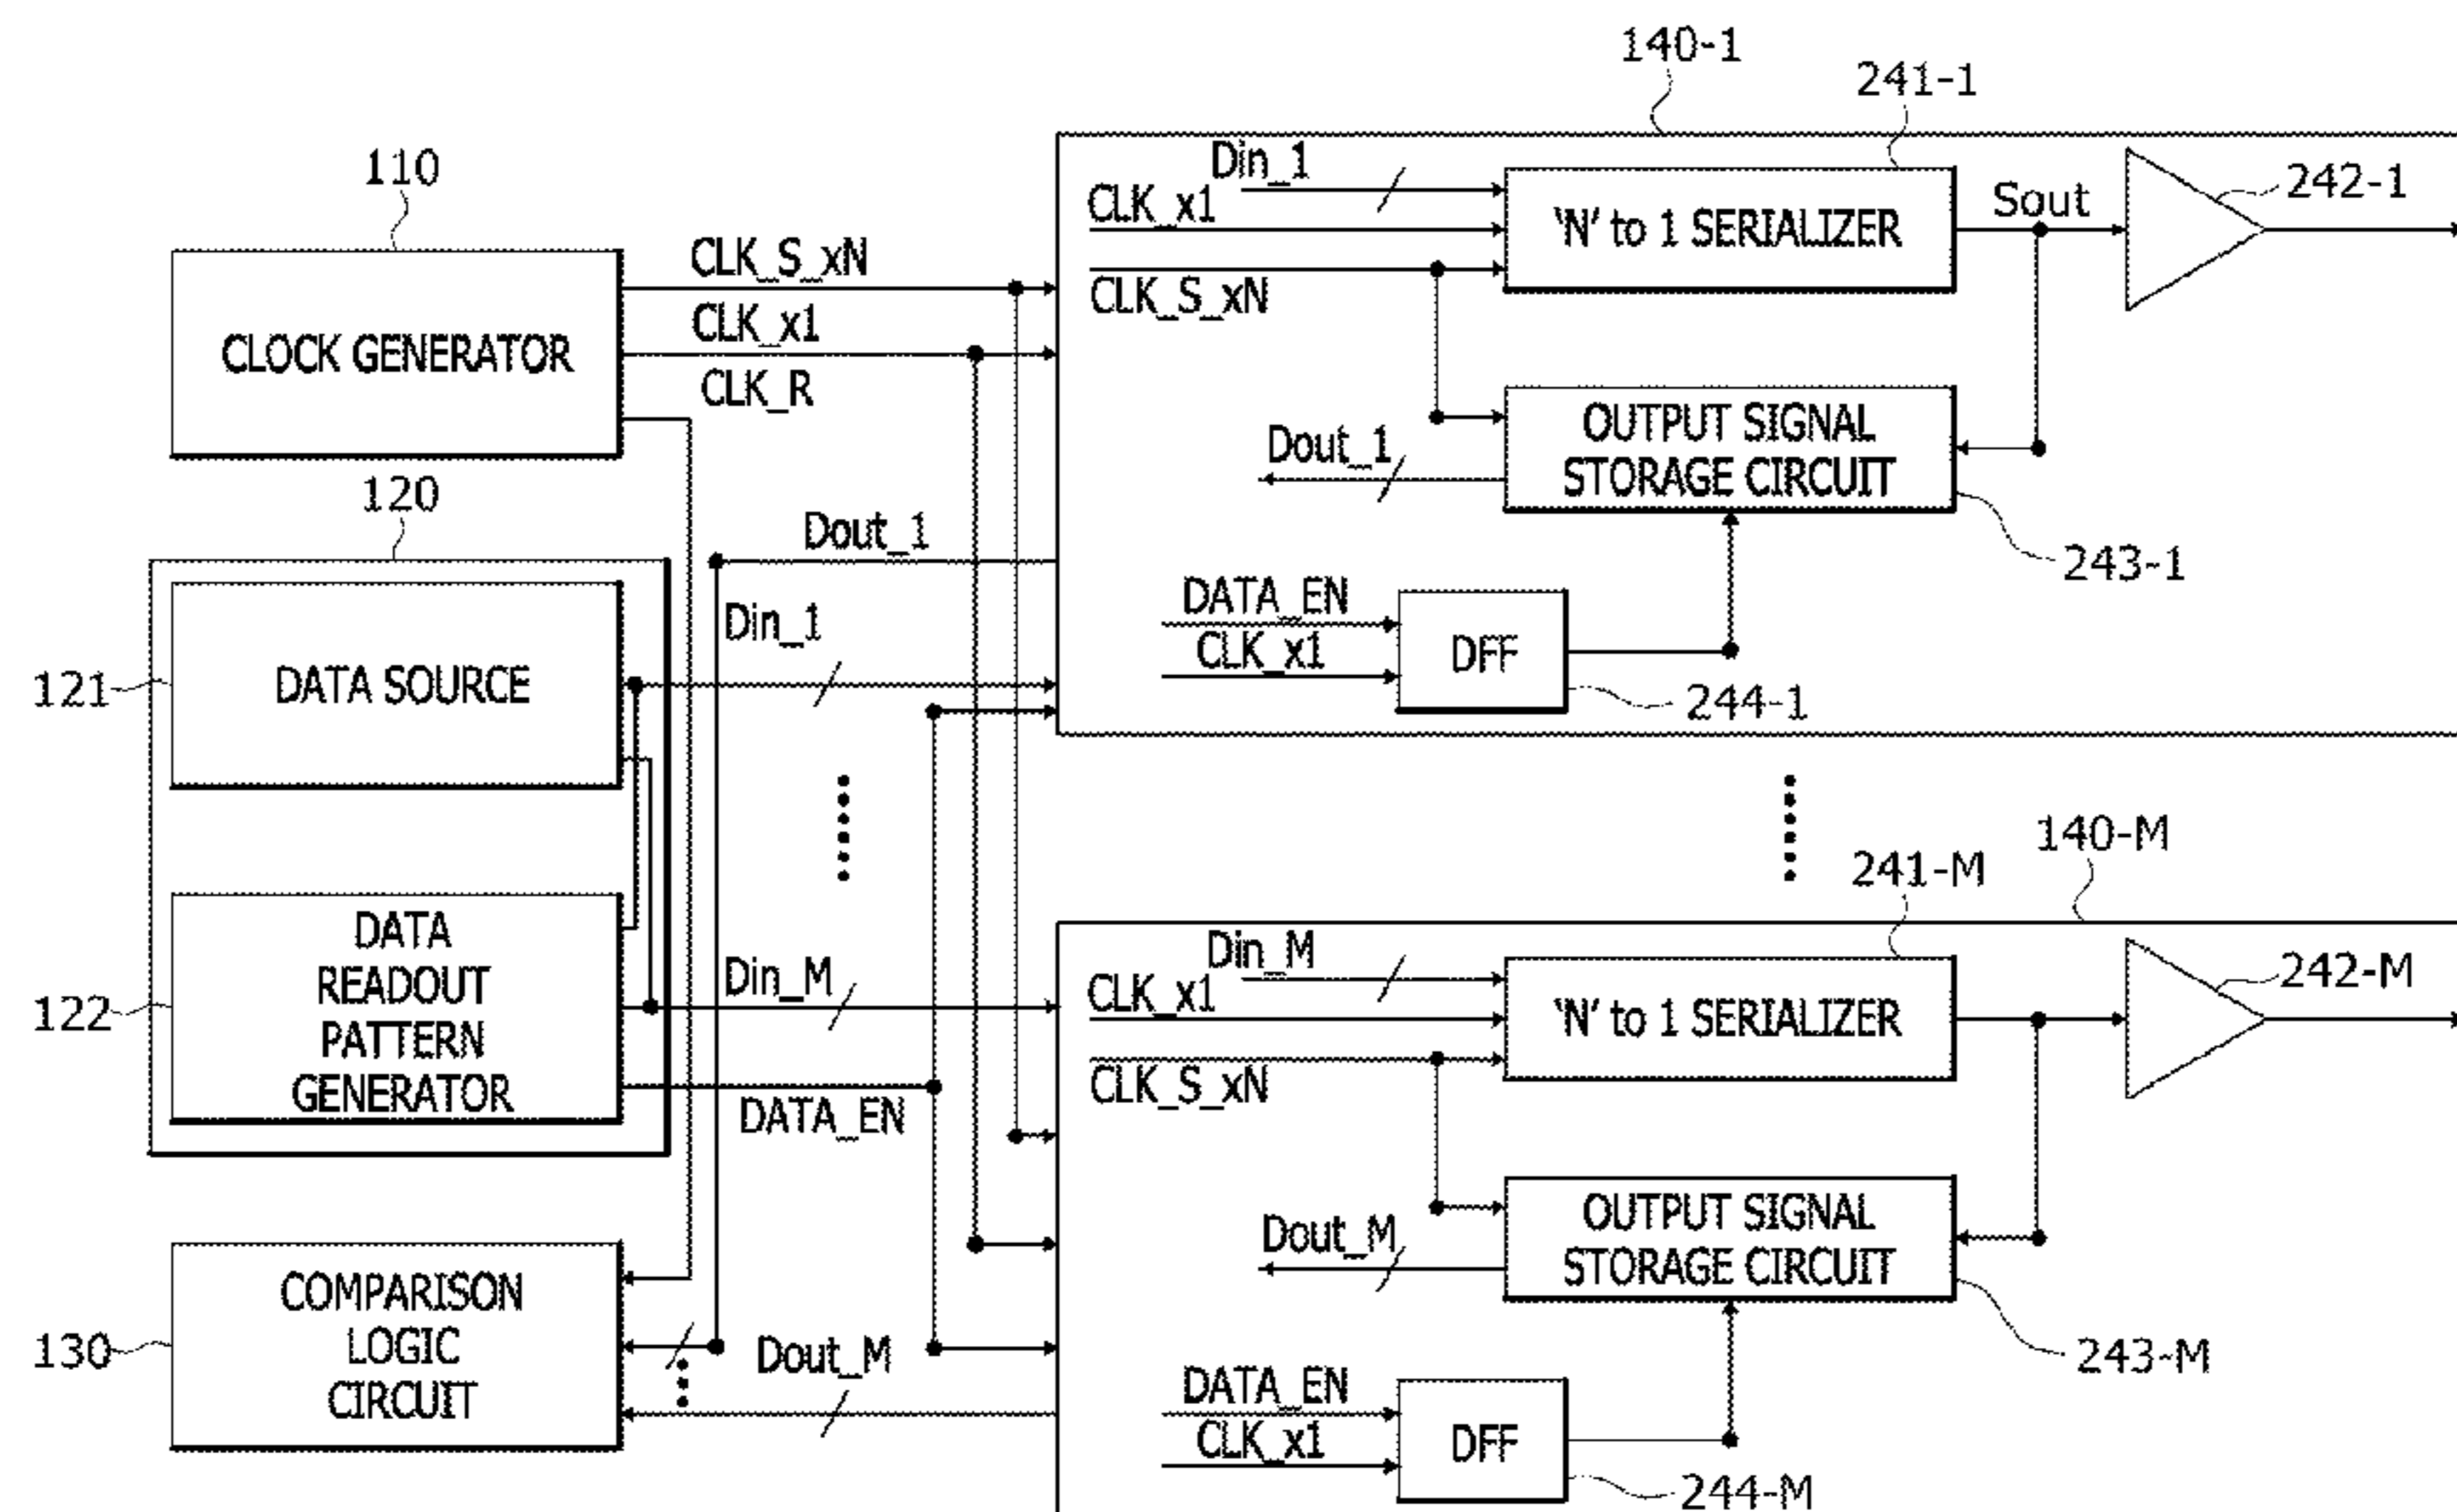 140-1
241-1
110
Din_1
CLK_x1
'N' to 1 SERIALIZER
Sout
242-1
CLK_S_xN
CLK_S_xN
CLOCK GENERATOR
CLK_x1
CLK_R
OUTPUT SIGNAL
STORAGE CIRCUIT
Dout_1
243-1
120
Dout_1
DATA_EN
CLK_x1
DFF
244-1
Din_1
121
DATA SOURCE
140-M
241-M
122
DATA
READOUT
PATTERN
GENERATOR
Din_M
DATA_EN
Din_M
CLK_x1
'N' to 1 SERIALIZER
242-M
CLK_S_xN
OUTPUT SIGNAL
STORAGE CIRCUIT
Dout_M
243-M
130
COMPARISON
LOGIC
CIRCUIT
Dout_M
DATA_EN
CLK_x1
DFF
244-M